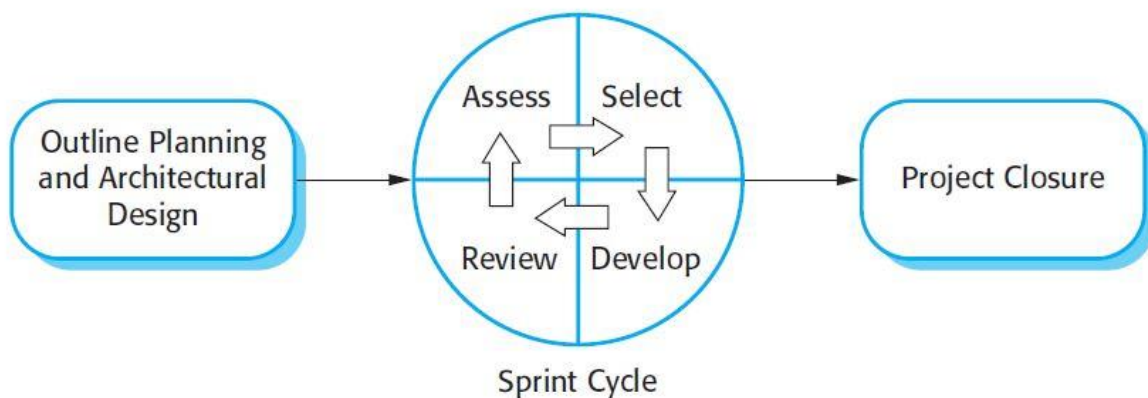 Outline Planning
and Architectural
Design
Assess
Select
Review
Develop
Sprint Cycle
Project Closure